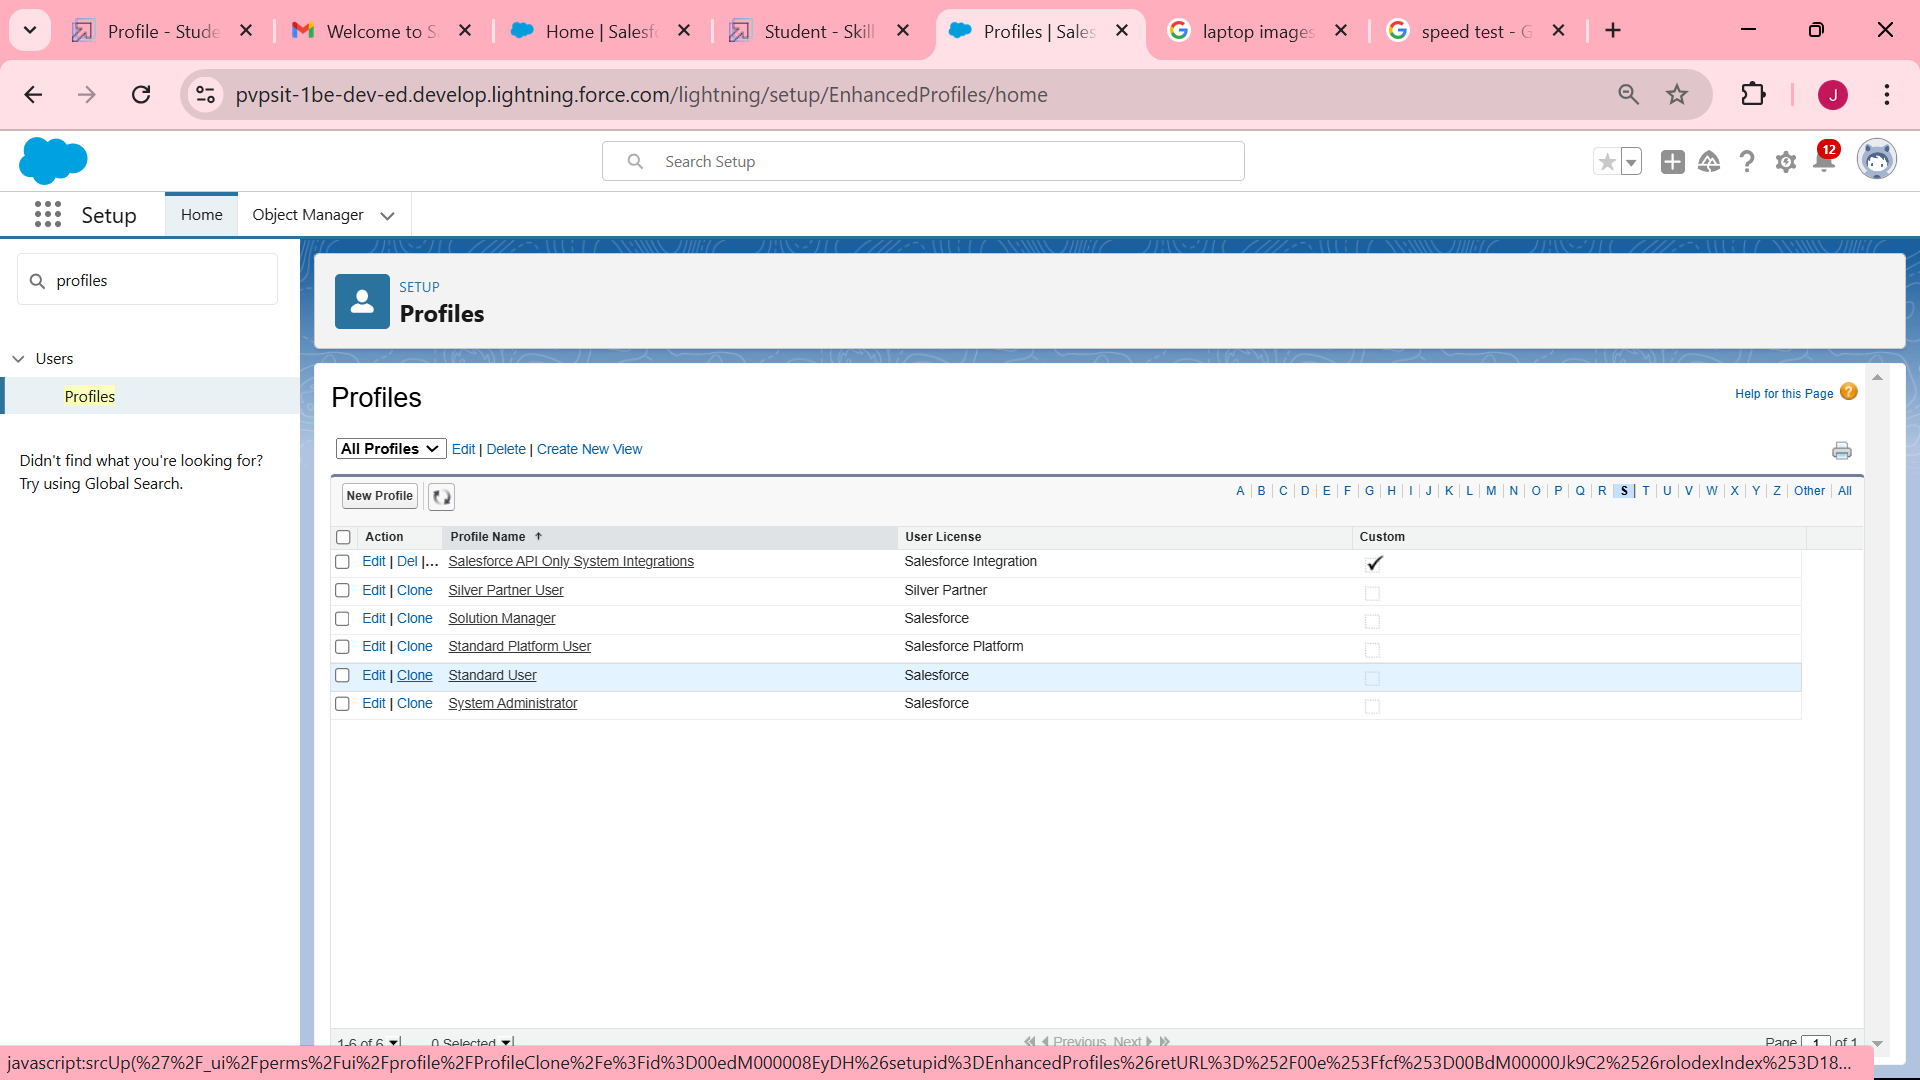 Profile - Stude
Welcome to Sa
Home | Salesfo
Student - Skill
Profiles | Sales
laptop images
speed test - G
pvpsit-1be-dev-ed.develop.lightning.force.com/lightning/setup/EnhancedProfiles/home
J
Search Setup
12
Setup
Home
Object Manager
profiles
Users
Profiles
Didn't find what you're looking for?
Try using Global Search.
SETUP
Profiles
Profiles
Help for this Page
All Profiles Edit | Delete | Create New View
New Profile
A | B | C | D | E | F | G | H | I | J | K | L | M | N | O | P | Q | R | S | T | U | V | W | X | Y | Z | Other | All
Action Profile Name User License Custom
Edit | Del |... Salesforce API Only System Integrations Salesforce Integration
Edit | Clone Silver Partner User Silver Partner
Edit | Clone Solution Manager Salesforce
Edit | Clone Standard Platform User Salesforce Platform
Edit | Clone Standard User Salesforce
Edit | Clone System Administrator Salesforce
1-6 of 6 0 Selected Previous Next Page 1 of 1
javascript:srcUp(%27%2F_ui%2Fperms%2Fui%2Fprofile%2FProfileClone%2Fe%3Fid%3D00edM000008EyDH%26setupid%3DEnhancedProfiles%26retURL%3D%252F00e%253Ffcf%253D00BdM00000Jk9C2%2526rolodexIndex%253D18...